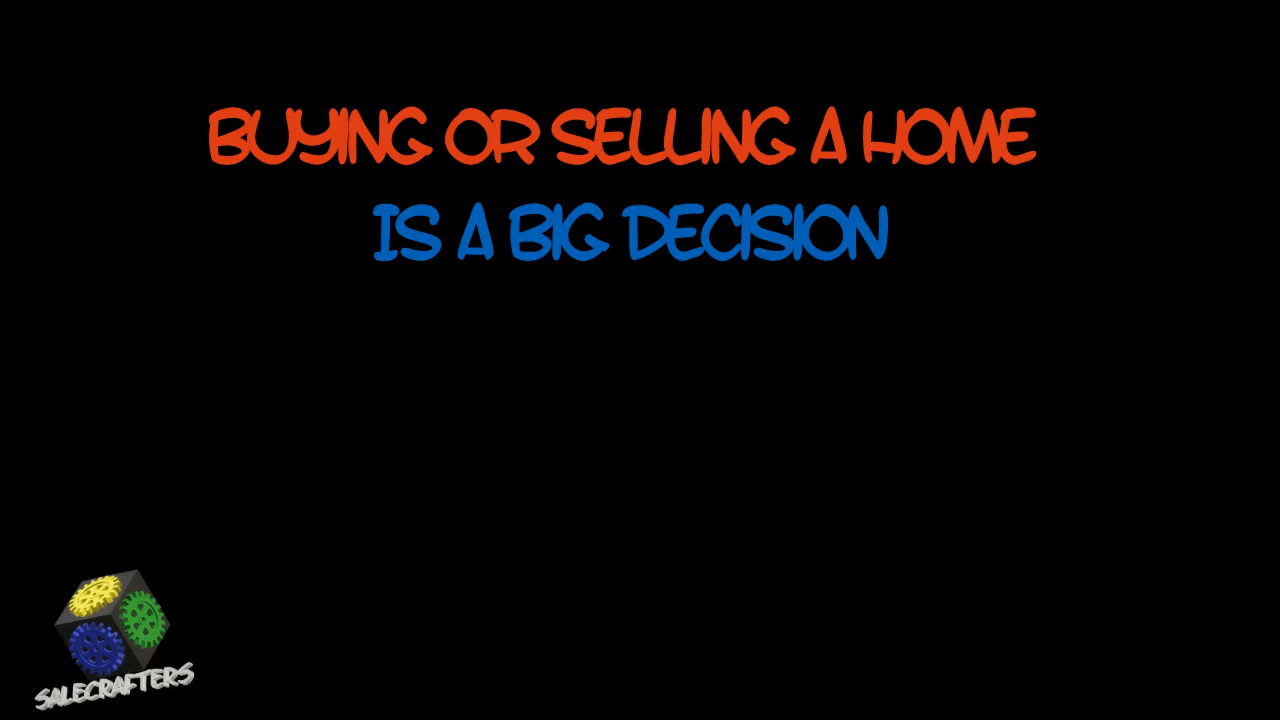 BUYING OR SELLING A HOME
IS A BIG DECISION
SALECRAFTERS